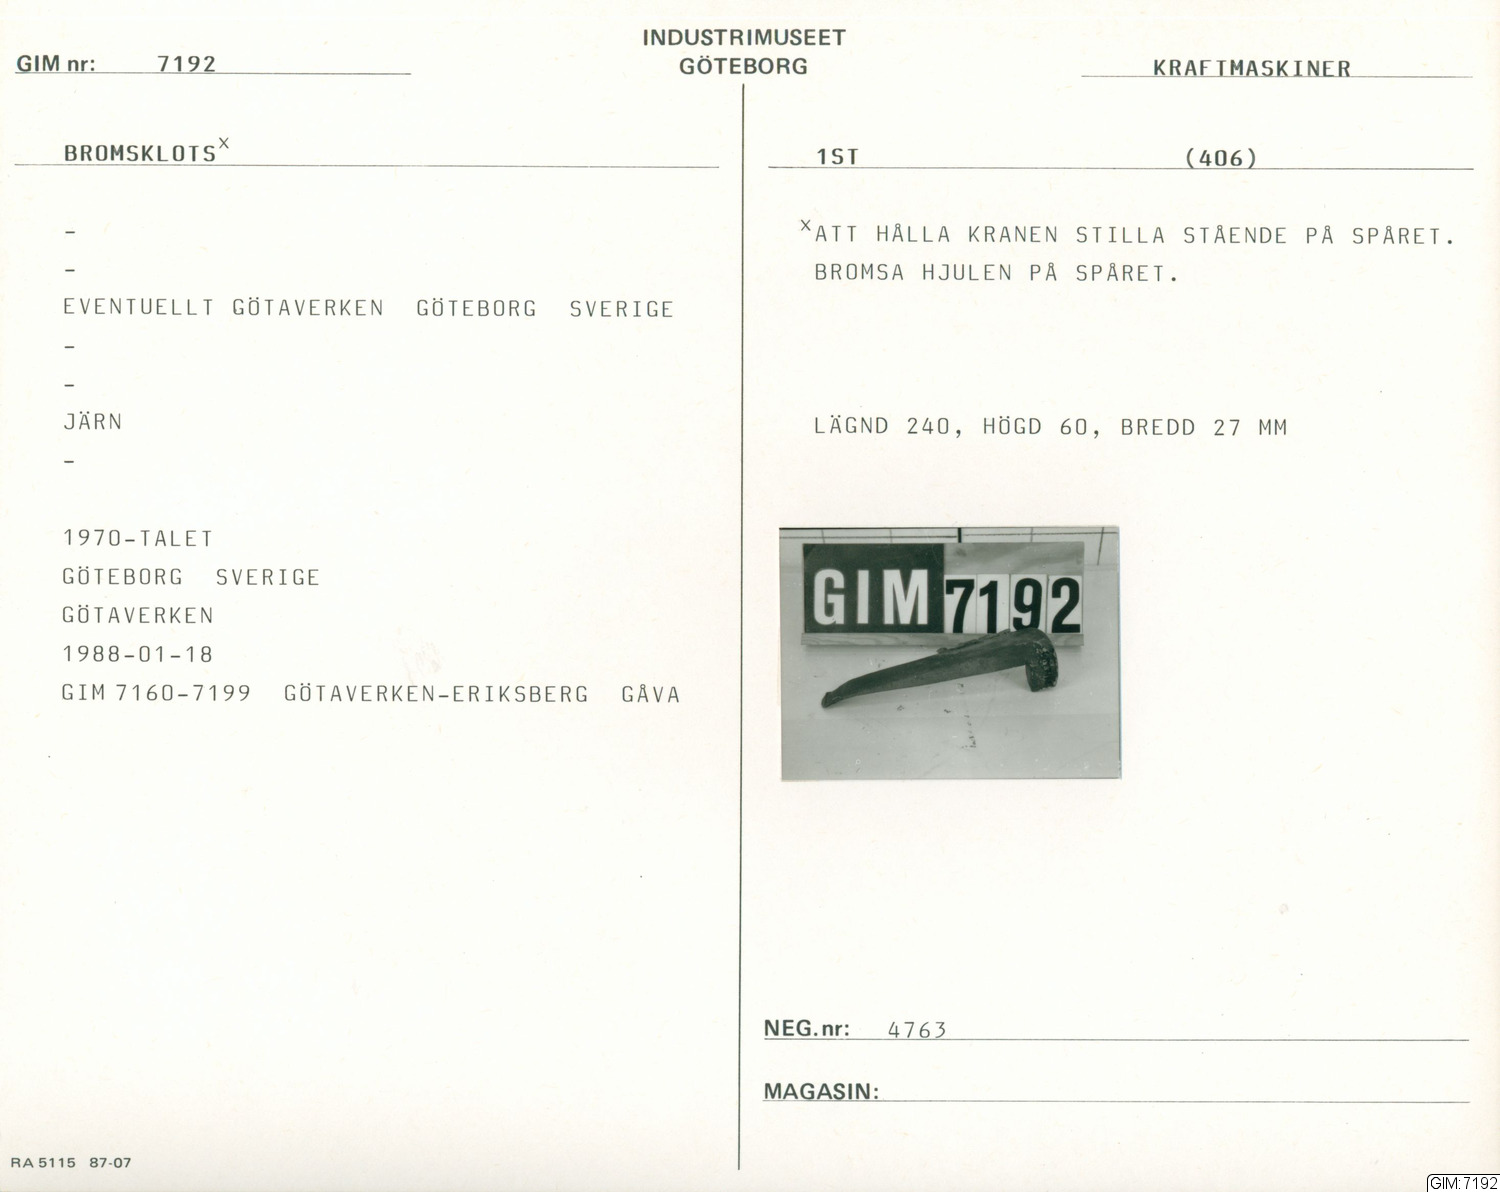 INDUSTRIMUSEET
GÖTEBORG
GIM nr: 7192
KRAFTMASKINER
BROMSKLOTSX
-
-
EVENTUELLT GÖTAVERKEN GÖTEBORG SVERIGE
-
-
JÄRN
-
1970-TALET
GÖTEBORG SVERIGE
GÖTAVERKEN
1988-01-18
GIM 7160-7199 GÖTAVERKEN-ERIKSBERG GÅVA
1ST (406)
XATT HÅLLA KRANEN STILLA STÅENDE PÅ SPÅRET.
BROMSA HJULEN PÅ SPÅRET.
LÄGND 240, HÖGD 60, BREDD 27 MM
GIM 7192
NEG.nr: 4763
MAGASIN:
RA 5115 87-07
GIM:7192